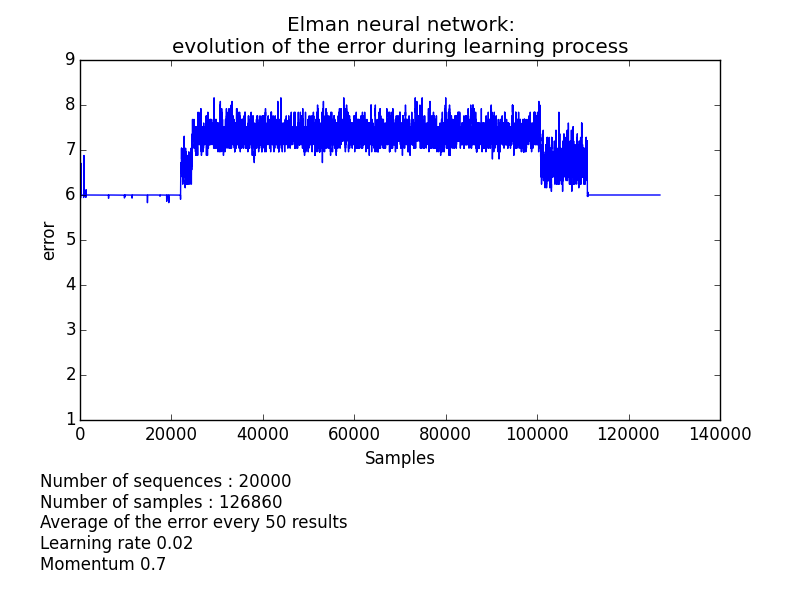 Elman neural network:
evolution of the error during learning process
9
8
7
6
5
4
3
2
1
error
0 20000 40000 60000 80000 100000 120000 140000
Samples
Number of sequences : 20000
Number of samples : 126860
Average of the error every 50 results
Learning rate 0.02
Momentum 0.7